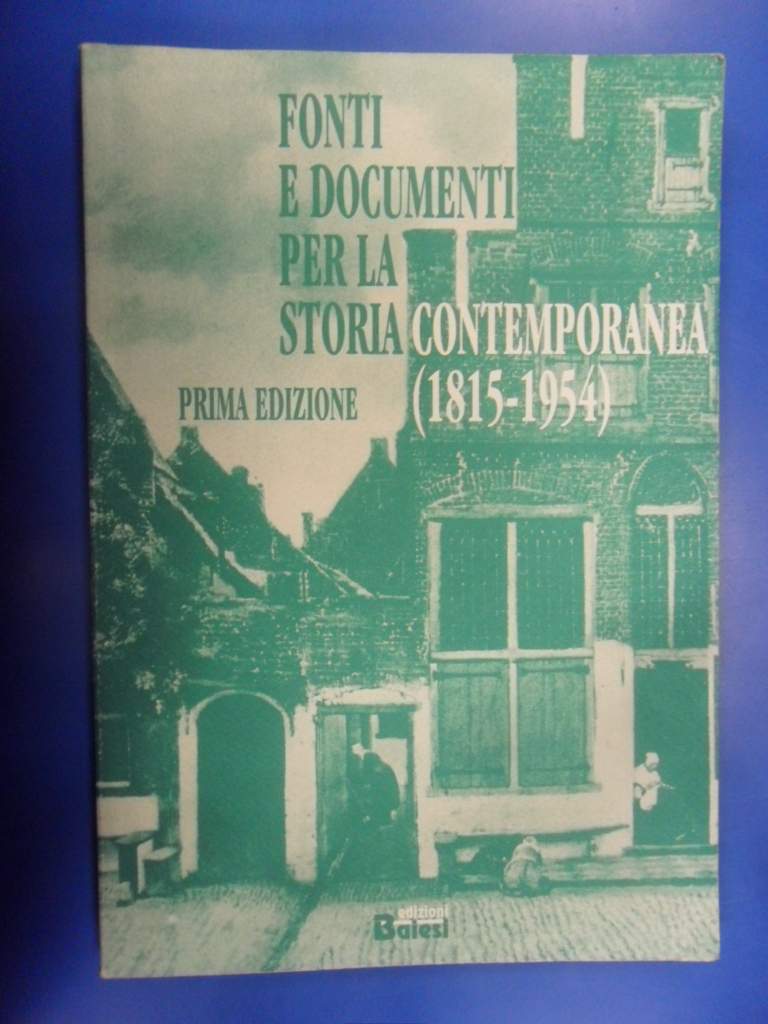 FONTI
E DOCUMENTI
PER LA
STORIA CONTEMPORANEA
PRIMA EDIZIONE (1815-1954)
edizioni
Baiesi